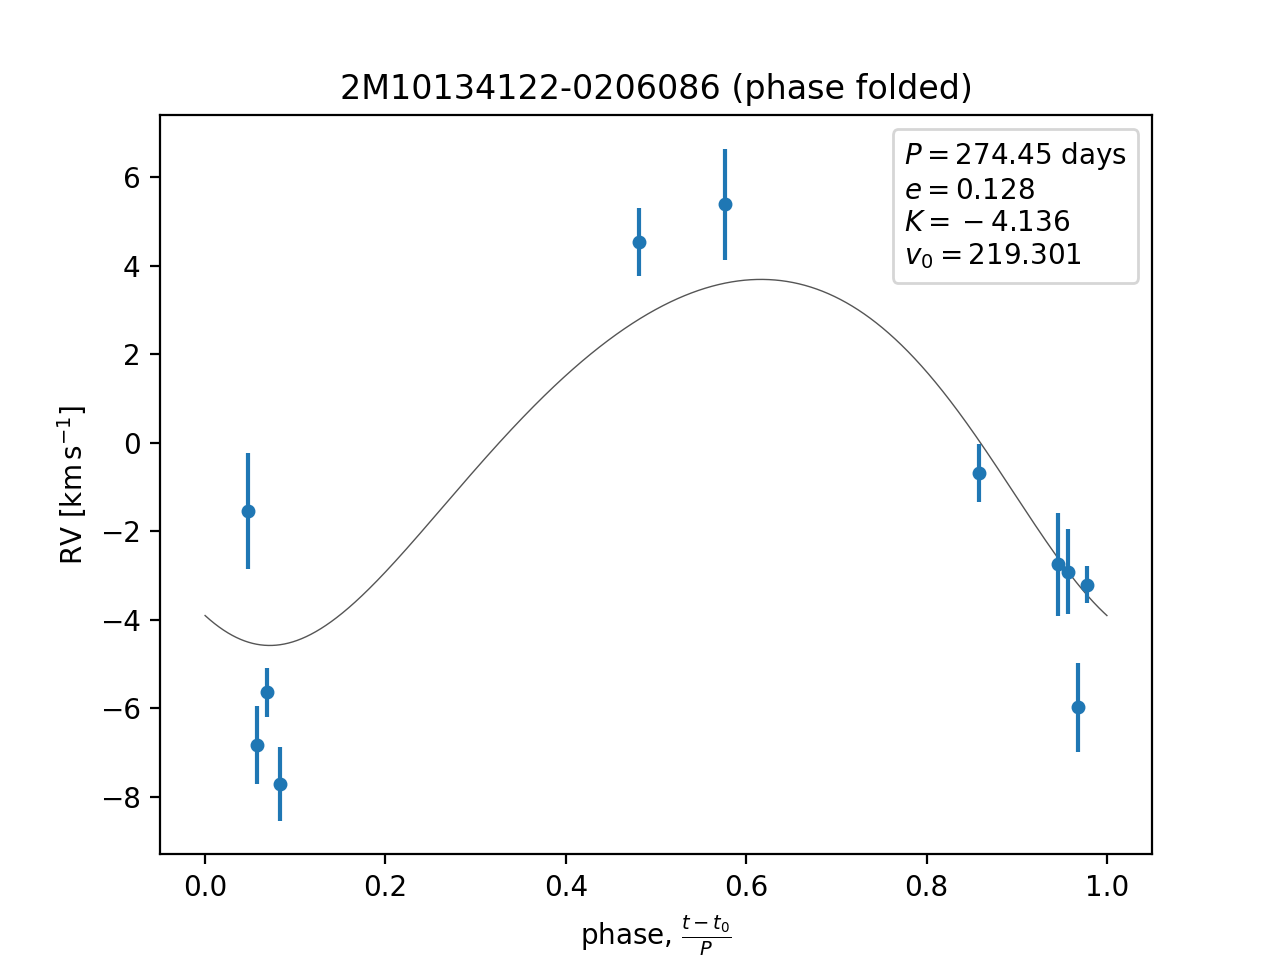 2M10134122-0206086 (phase folded)
P = 274.45 days
e = 0.128
K = −4.136
v₀ = 219.301
6
4
2
0
−2
−4
−6
−8
RV [km s⁻¹]
0.0 0.2 0.4 0.6 0.8 1.0
phase, (t − t₀)/P